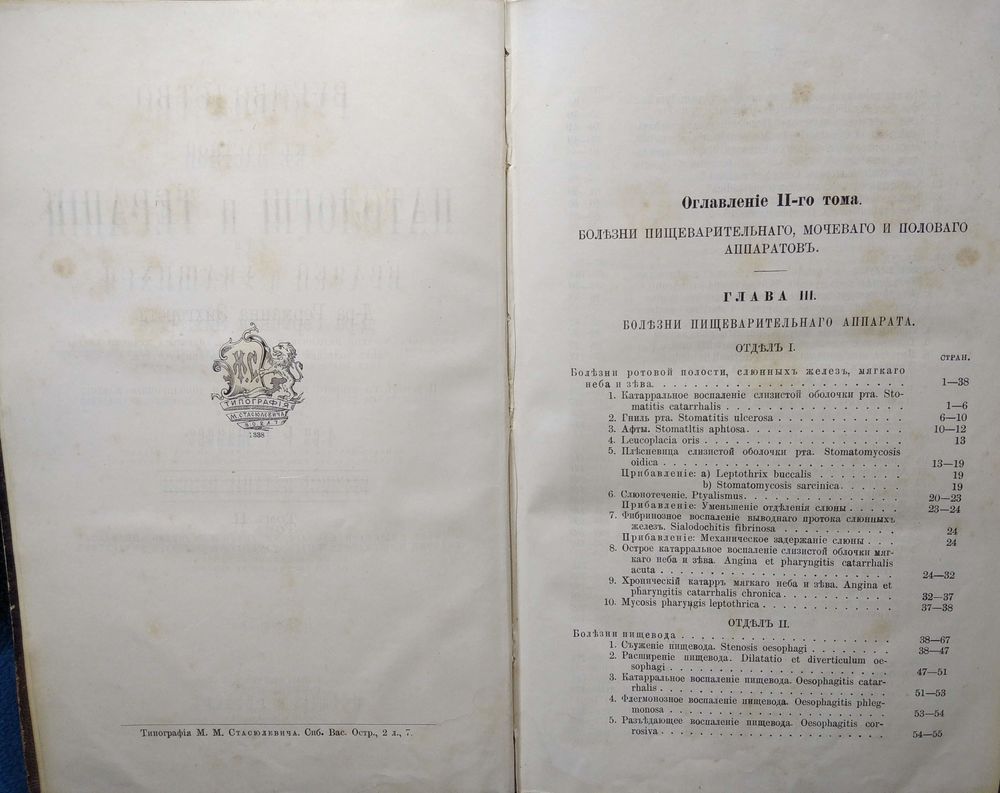 ТИПОГРАФІЯ
М. СТАСЮЛЕВИЧА
Типографія М. М. Стасюлевича. Спб. Вас. Остр., 2 л., 7.
Оглавленіе II-го тома.
БОЛѢЗНИ ПИЩЕВАРИТЕЛЬНАГО, МОЧЕВАГО И ПОЛОВАГО
АППАРАТОВЪ.
ГЛАВА III.
БОЛѢЗНИ ПИЩЕВАРИТЕЛЬНАГО АППАРАТА.
ОТДѢЛЪ I.
СТРАН.
Болѣзни ротовой полости, слюнныхъ железъ, мягкаго
неба и зѣва. 1—38
1. Катарральное воспаленіе слизистой оболочки рта. Sto-
matitis catarrhalis 1—6
2. Гниль рта. Stomatitis ulcerosa 6—10
3. Афты. Stomatitis aphtosa. 10—12
4. Leucoplacia oris 13
5. Плѣсневица слизистой оболочки рта. Stomatomycosis
oidica 13—19
Прибавленіе: a) Leptothrix buccalis 19
b) Stomatomycosis sarcinica. 19
6. Слюнотеченіе. Ptyalismus. 20—23
Прибавленіе: Уменьшеніе отдѣленія слюны 23—24
7. Фибринозное воспаленіе выводнаго протока слюнныхъ
железъ. Sialodochitis fibrinosa 24
Прибавленіе: Механическое задержаніе слюны 24
8. Острое катарральное воспаленіе слизистой облочки мяг-
каго неба и зѣва. Angina et pharyngitis catarrhalis
acuta 24—32
9. Хроническій катарръ мягкаго неба и зѣва. Angina et
pharyngitis catarrhalis chronica. 32—37
10. Mycosis pharyngis leptothrica 37—38
ОТДѢЛЪ II.
Болѣзни пищевода 38—67
1. Съуженіе пищевода. Stenosis oesophagi 38—47
2. Расширеніе пищевода. Dilatatio et diverticulum oe-
sophagi 47—51
3. Катарральное воспаленіе пищевода. Oesophagitis catar-
rhalis 51—53
4. Флегмонозное воспаленіе пищевода. Oesophagitis phleg-
monosa 53—54
5. Разъѣдающее воспаленіе пищевода. Oesophagitis cor-
rosiva 54—55